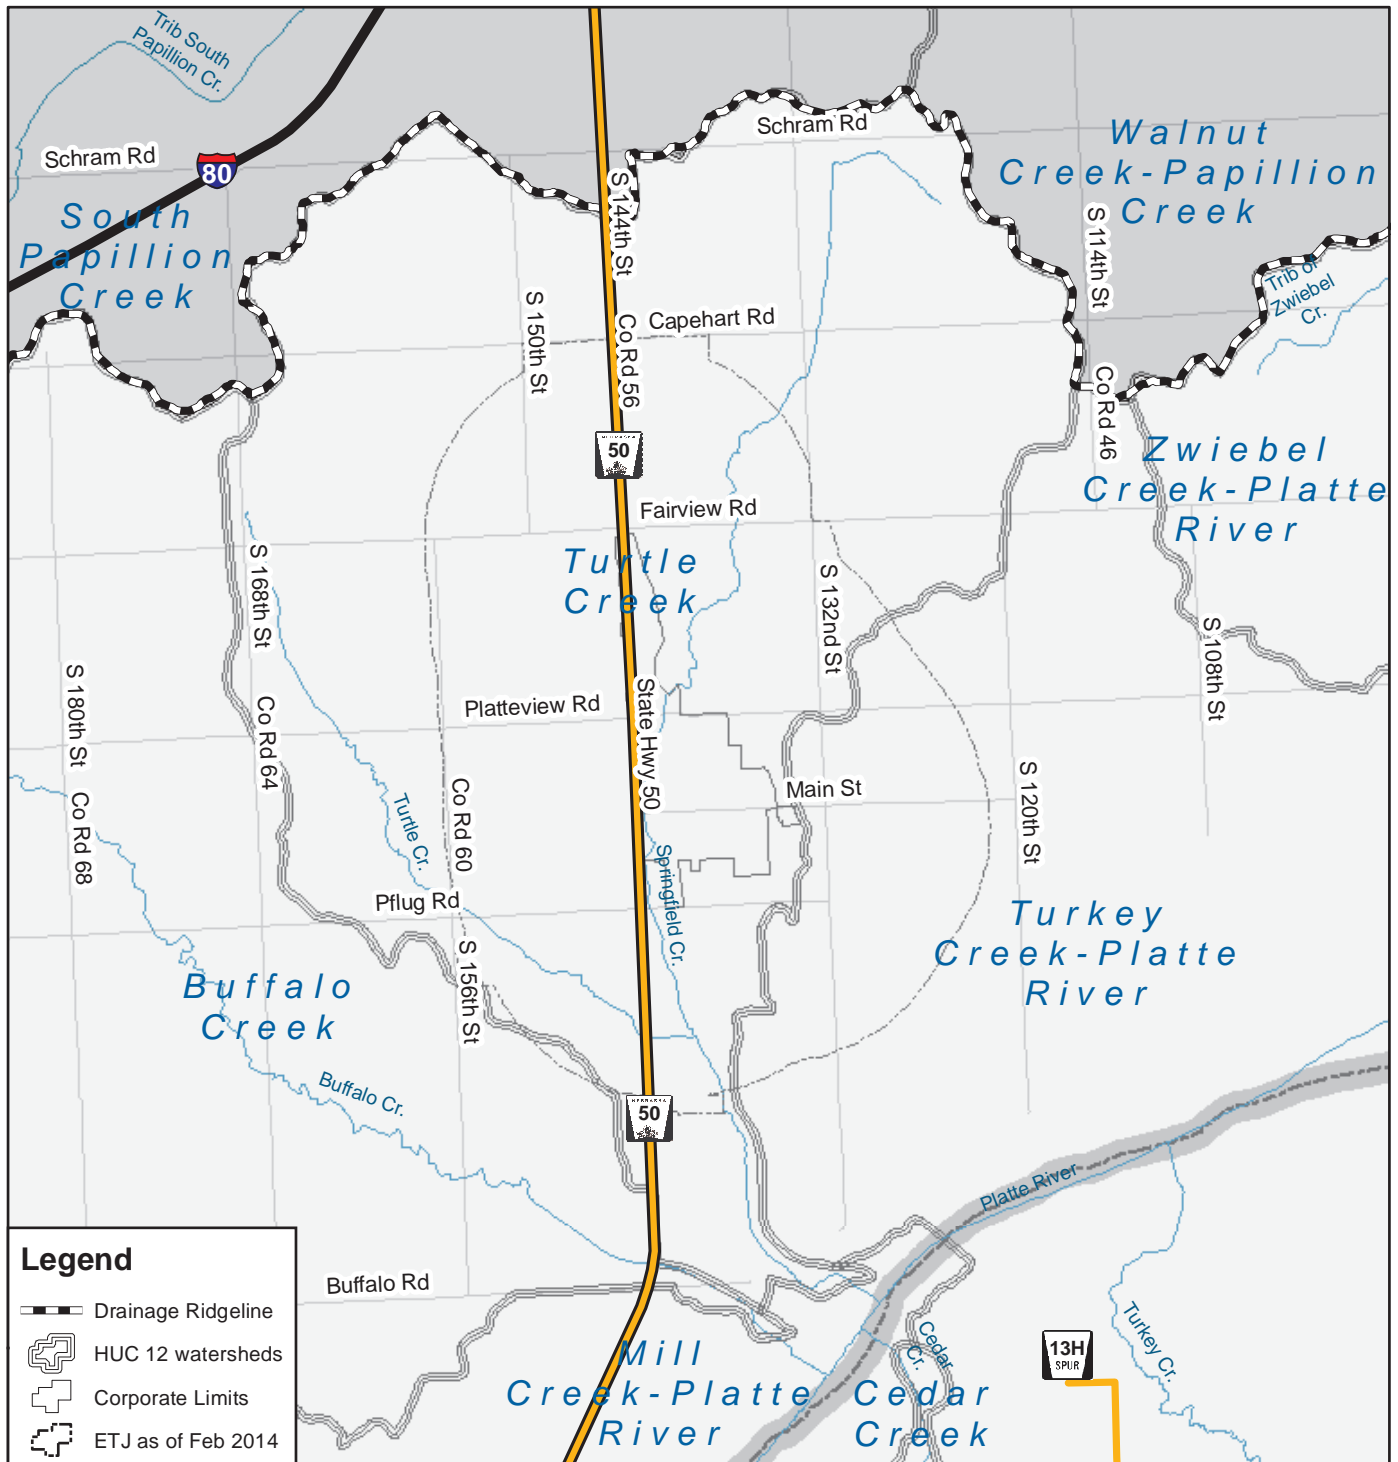 Trib South
Papillion Cr.
Schram Rd
80
South
Papillion
Creek
Schram Rd
Walnut
Creek-Papillion
Creek
S 144th St
S 114th St
Trib of
Zwiebel
Cr.
S 150th St
Co Rd 56
Capehart Rd
Co Rd 46
50
Zwiebel
Creek-Platte
River
Fairview Rd
Turtle
Creek
S 168th St
S 132nd St
S 108th St
S 180th St
Co Rd 64
Platteview Rd
State Hwy 50
Main St
S 120th St
Co Rd 68
Turtle Cr.
Co Rd 60
Springfield Cr.
Pflug Rd
S 156th St
Turkey
Creek-Platte
River
Buffalo
Creek
Buffalo Cr.
NEBRASKA
50
Platte River
Buffalo Rd
Mill
Creek-Platte
River
Cedar
Cr.
Cedar
Creek
13H
SPUR
Turkey Cr.
Legend
Drainage Ridgeline
HUC 12 watersheds
Corporate Limits
ETJ as of Feb 2014